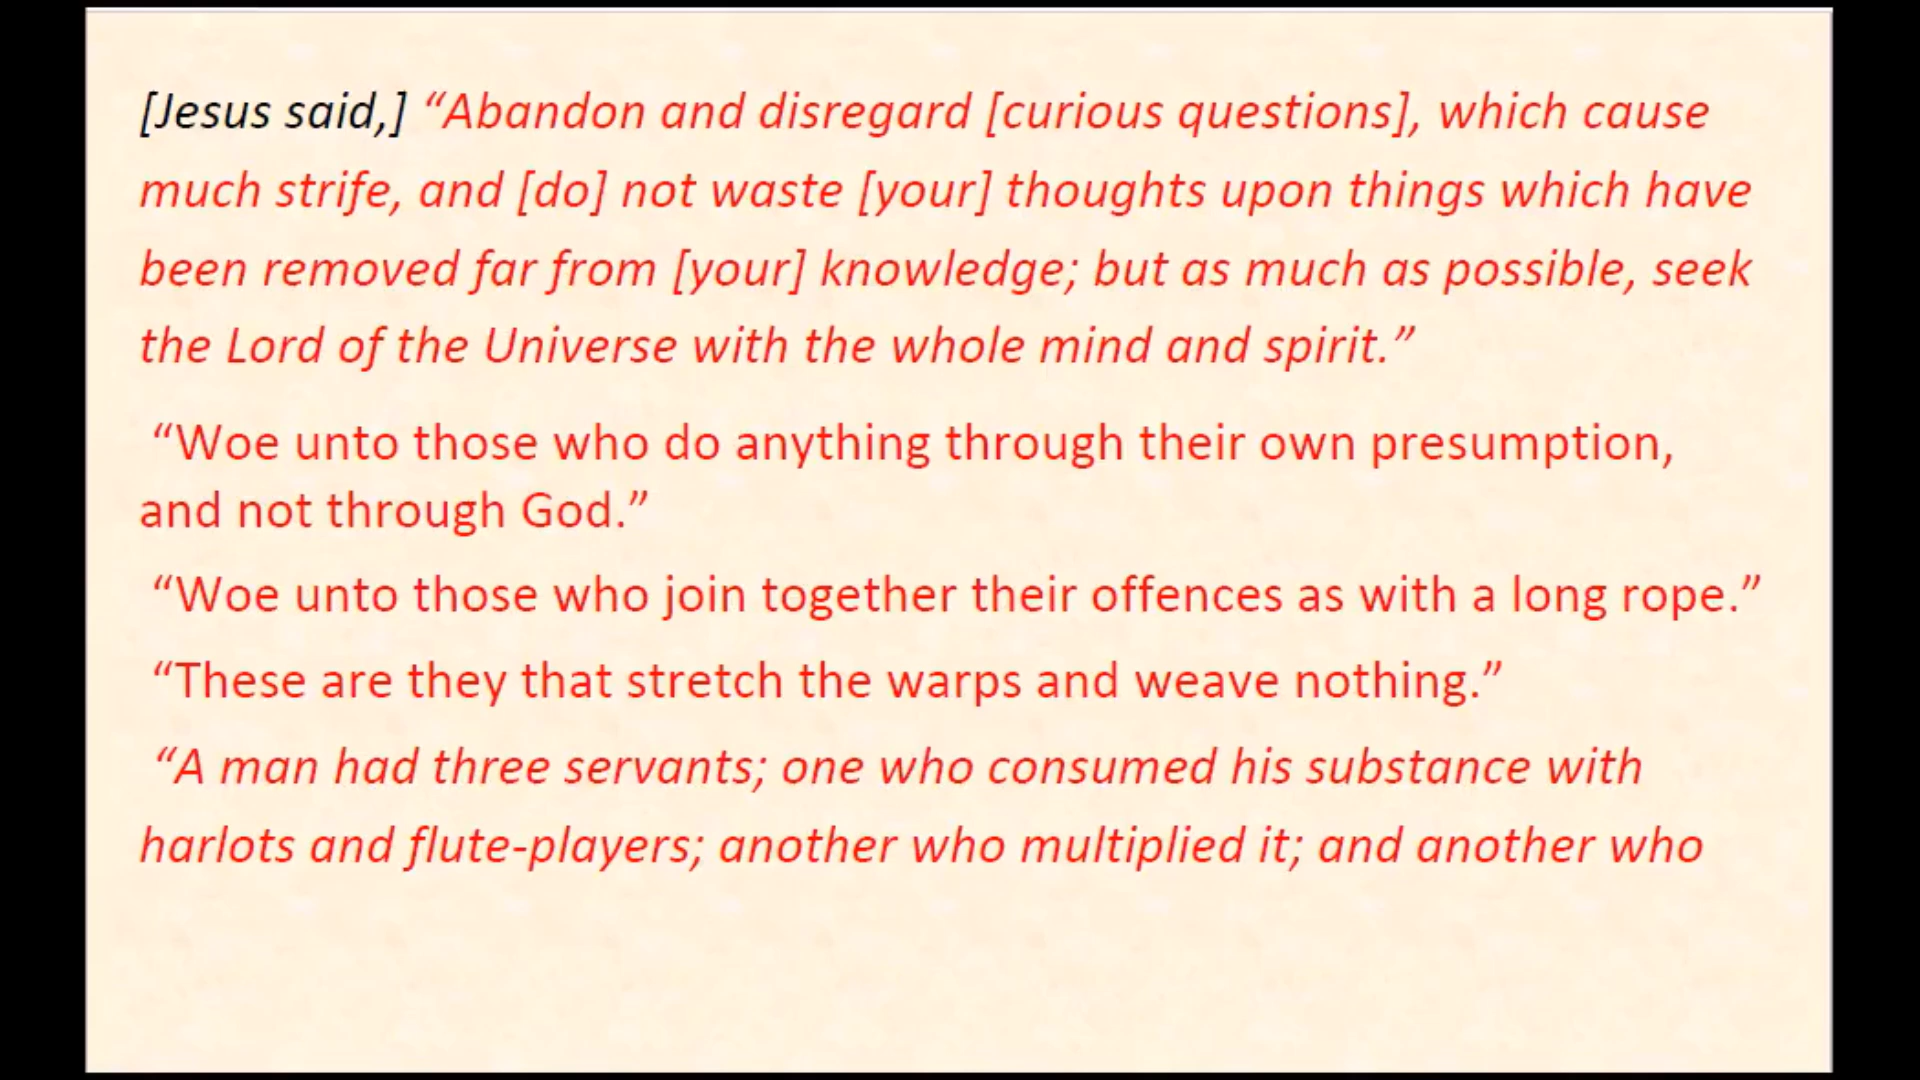 [Jesus said,] “Abandon and disregard [curious questions], which cause
much strife, and [do] not waste [your] thoughts upon things which have
been removed far from [your] knowledge; but as much as possible, seek
the Lord of the Universe with the whole mind and spirit.”
“Woe unto those who do anything through their own presumption,
and not through God.”
“Woe unto those who join together their offences as with a long rope.”
“These are they that stretch the warps and weave nothing.”
“A man had three servants; one who consumed his substance with
harlots and flute-players; another who multiplied it; and another who